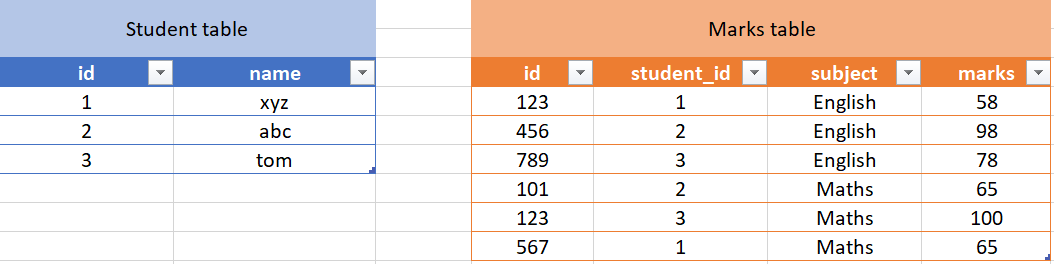 Student table Marks table
id name id student_id subject marks
1 xyz 123 1 English 58
2 abc 456 2 English 98
3 tom 789 3 English 78
101 2 Maths 65
123 3 Maths 100
567 1 Maths 65